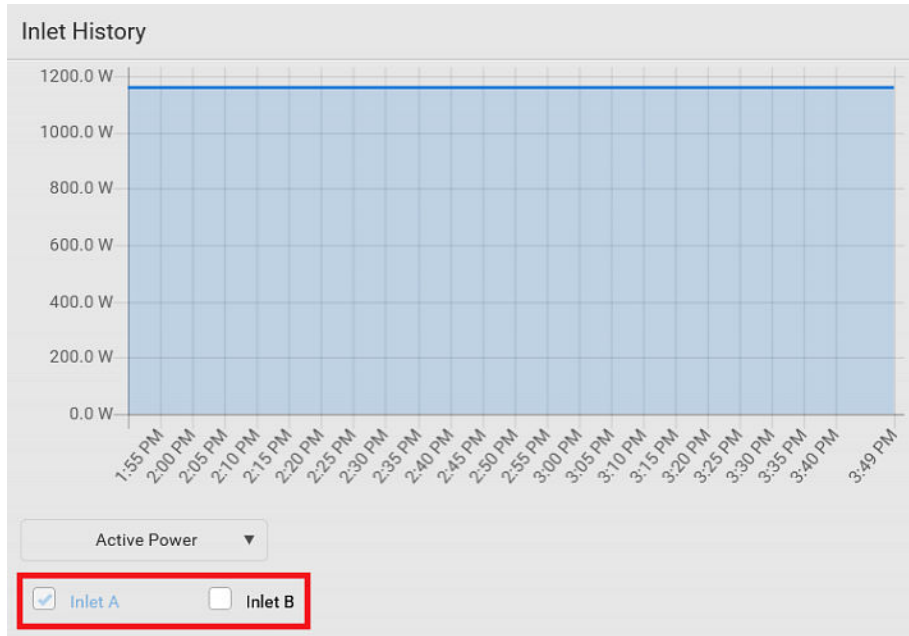 Inlet History
1200.0 W
1000.0 W
800.0 W
600.0 W
400.0 W
200.0 W
0.0 W
1:55 PM 2:00 PM 2:05 PM 2:10 PM 2:15 PM 2:20 PM 2:25 PM 2:30 PM 2:35 PM 2:40 PM 2:45 PM 2:50 PM 2:55 PM 3:00 PM 3:05 PM 3:10 PM 3:15 PM 3:20 PM 3:25 PM 3:30 PM 3:35 PM 3:40 PM 3:49 PM
Active Power
Inlet A Inlet B